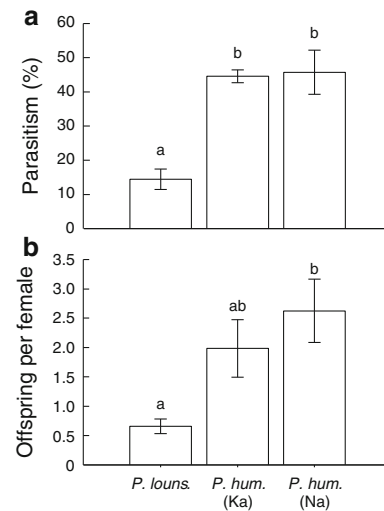 a
Parasitism (%)
60
50
40
30
20
10
0
a
b
b
b
Offspring per female
3.5
3.0
2.5
2.0
1.5
1.0
0.5
0
a
ab
b
P. louns.
P. hum.
(Ka)
P. hum.
(Na)